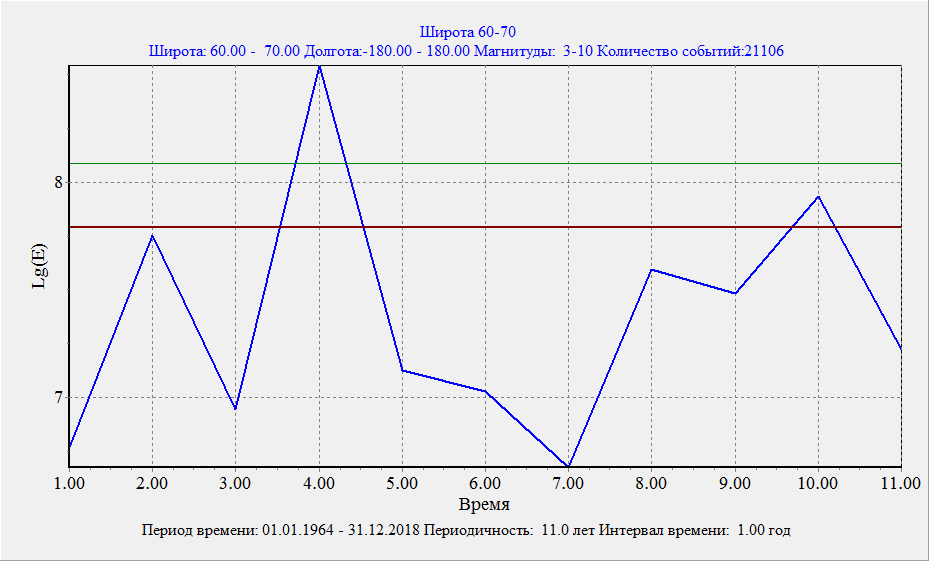 Широта 60-70
Широта: 60.00 -  70.00 Долгота:-180.00 - 180.00 Магнитуды:  3-10 Количество событий:21106
8
Lg(E)
7
1.00 2.00 3.00 4.00 5.00 6.00 7.00 8.00 9.00 10.00 11.00
Время
Период времени: 01.01.1964 - 31.12.2018 Периодичность:  11.0 лет Интервал времени:  1.00 год